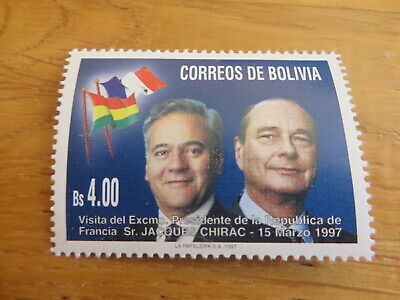 CORREOS DE BOLIVIA
Bs 4.00
Visita del Excmo. Presidente de la República de
Francia Sr. JACQUES CHIRAC - 15 Marzo 1997
LA PAPELERA S.A. 1997